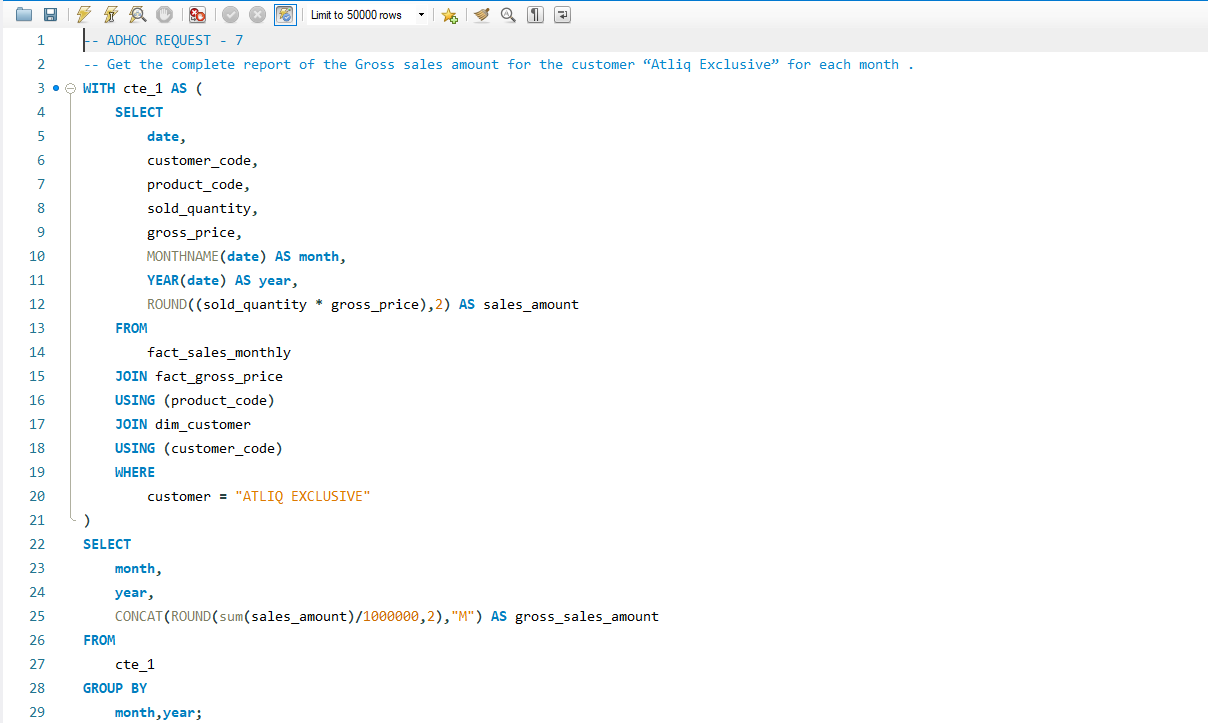 Limit to 50000 rows
1 -- ADHOC REQUEST - 7
2 -- Get the complete report of the Gross sales amount for the customer “Atliq Exclusive” for each month .
3 WITH cte_1 AS (
4 SELECT
5 date,
6 customer_code,
7 product_code,
8 sold_quantity,
9 gross_price,
10 MONTHNAME(date) AS month,
11 YEAR(date) AS year,
12 ROUND((sold_quantity * gross_price),2) AS sales_amount
13 FROM
14 fact_sales_monthly
15 JOIN fact_gross_price
16 USING (product_code)
17 JOIN dim_customer
18 USING (customer_code)
19 WHERE
20 customer = "ATLIQ EXCLUSIVE"
21 )
22 SELECT
23 month,
24 year,
25 CONCAT(ROUND(sum(sales_amount)/1000000,2),"M") AS gross_sales_amount
26 FROM
27 cte_1
28 GROUP BY
29 month,year;